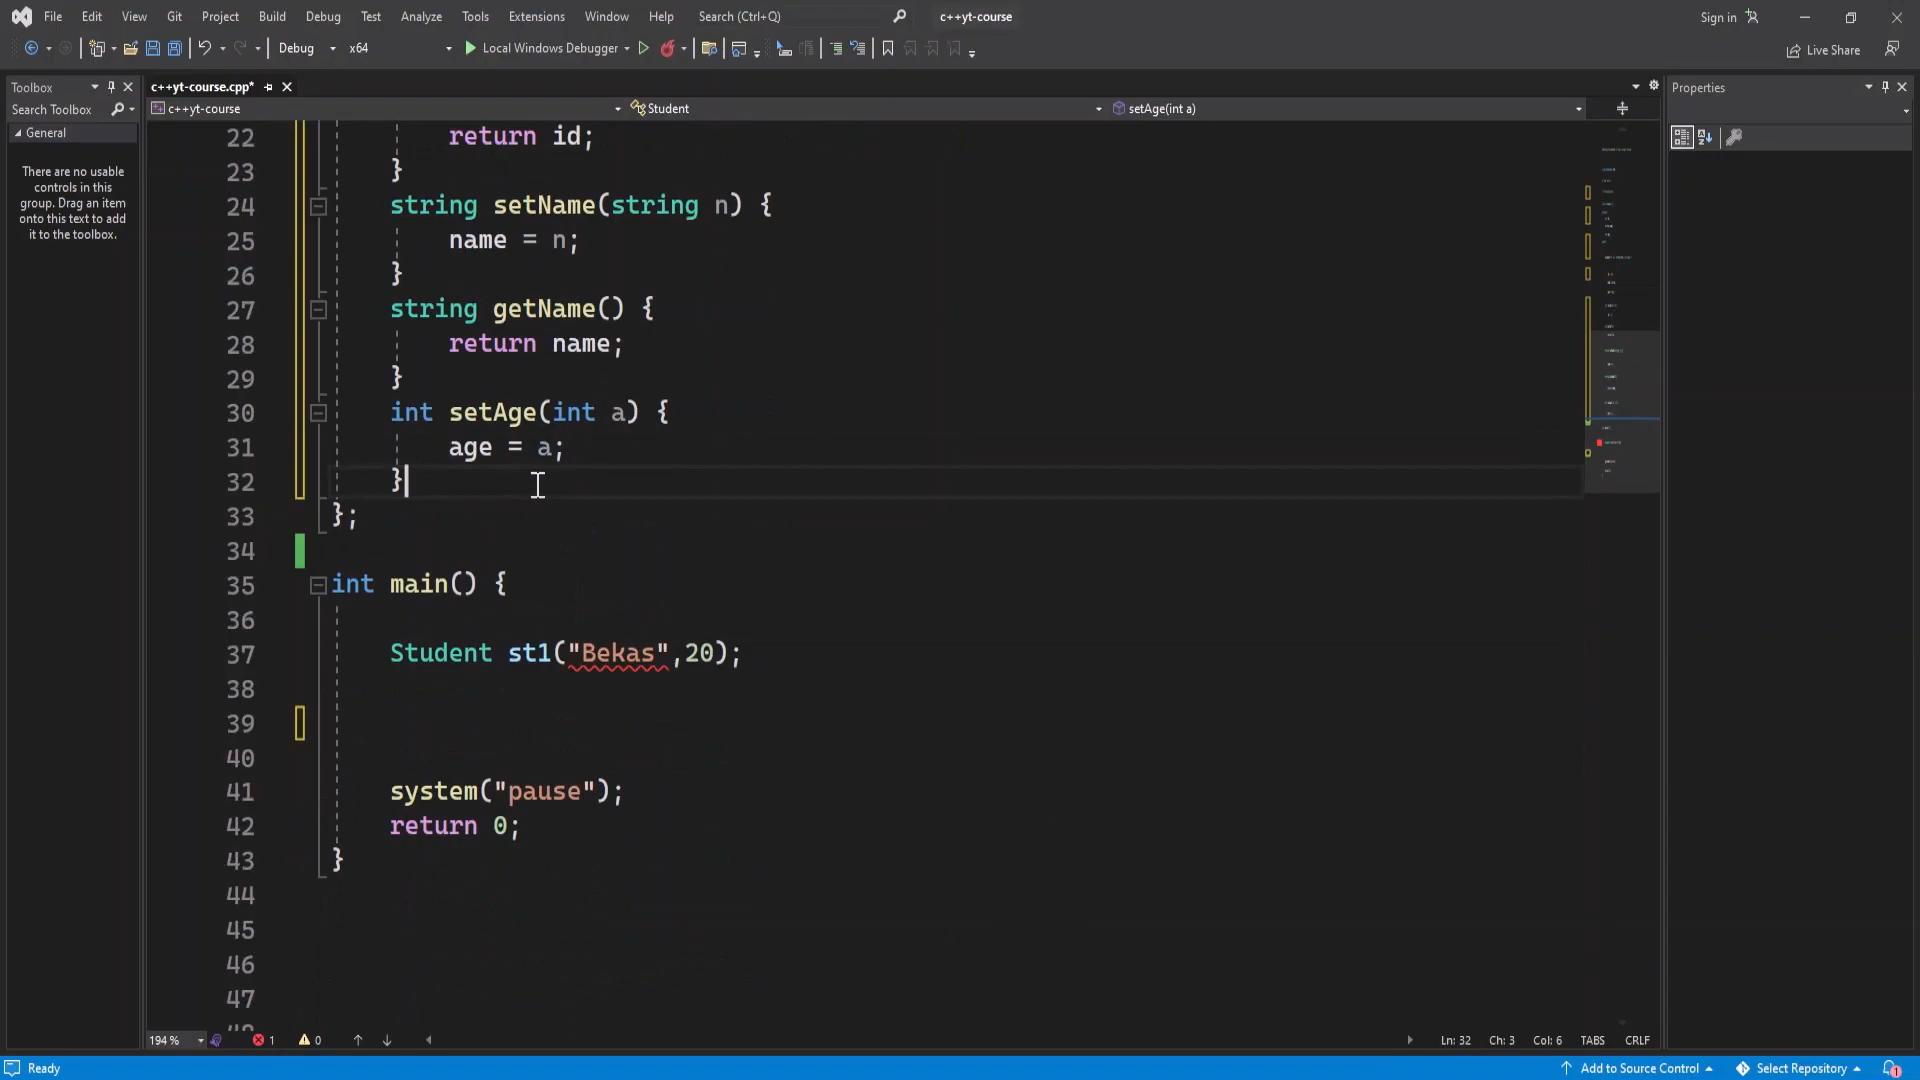 File Edit View Git Project Build Debug Test Analyze Tools Extensions Window Help Search (Ctrl+Q) c++yt-course Sign in
Debug x64 Local Windows Debugger Live Share
Toolbox
Search Toolbox
General
There are no usable
controls in this
group. Drag an item
onto this text to add
it to the toolbox.
c++yt-course.cpp*
c++yt-course Student setAge(int a)
22 return id;
23 }
24 string setName(string n) {
25 name = n;
26 }
27 string getName() {
28 return name;
29 }
30 int setAge(int a) {
31 age = a;
32 }
33 };
34
35 int main() {
36
37 Student st1("Bekas",20);
38
39
40
41 system("pause");
42 return 0;
43 }
44
45
46
47
194 % 1 0 Ln: 32 Ch: 3 Col: 6 TABS CRLF
Properties
Ready Add to Source Control Select Repository 1